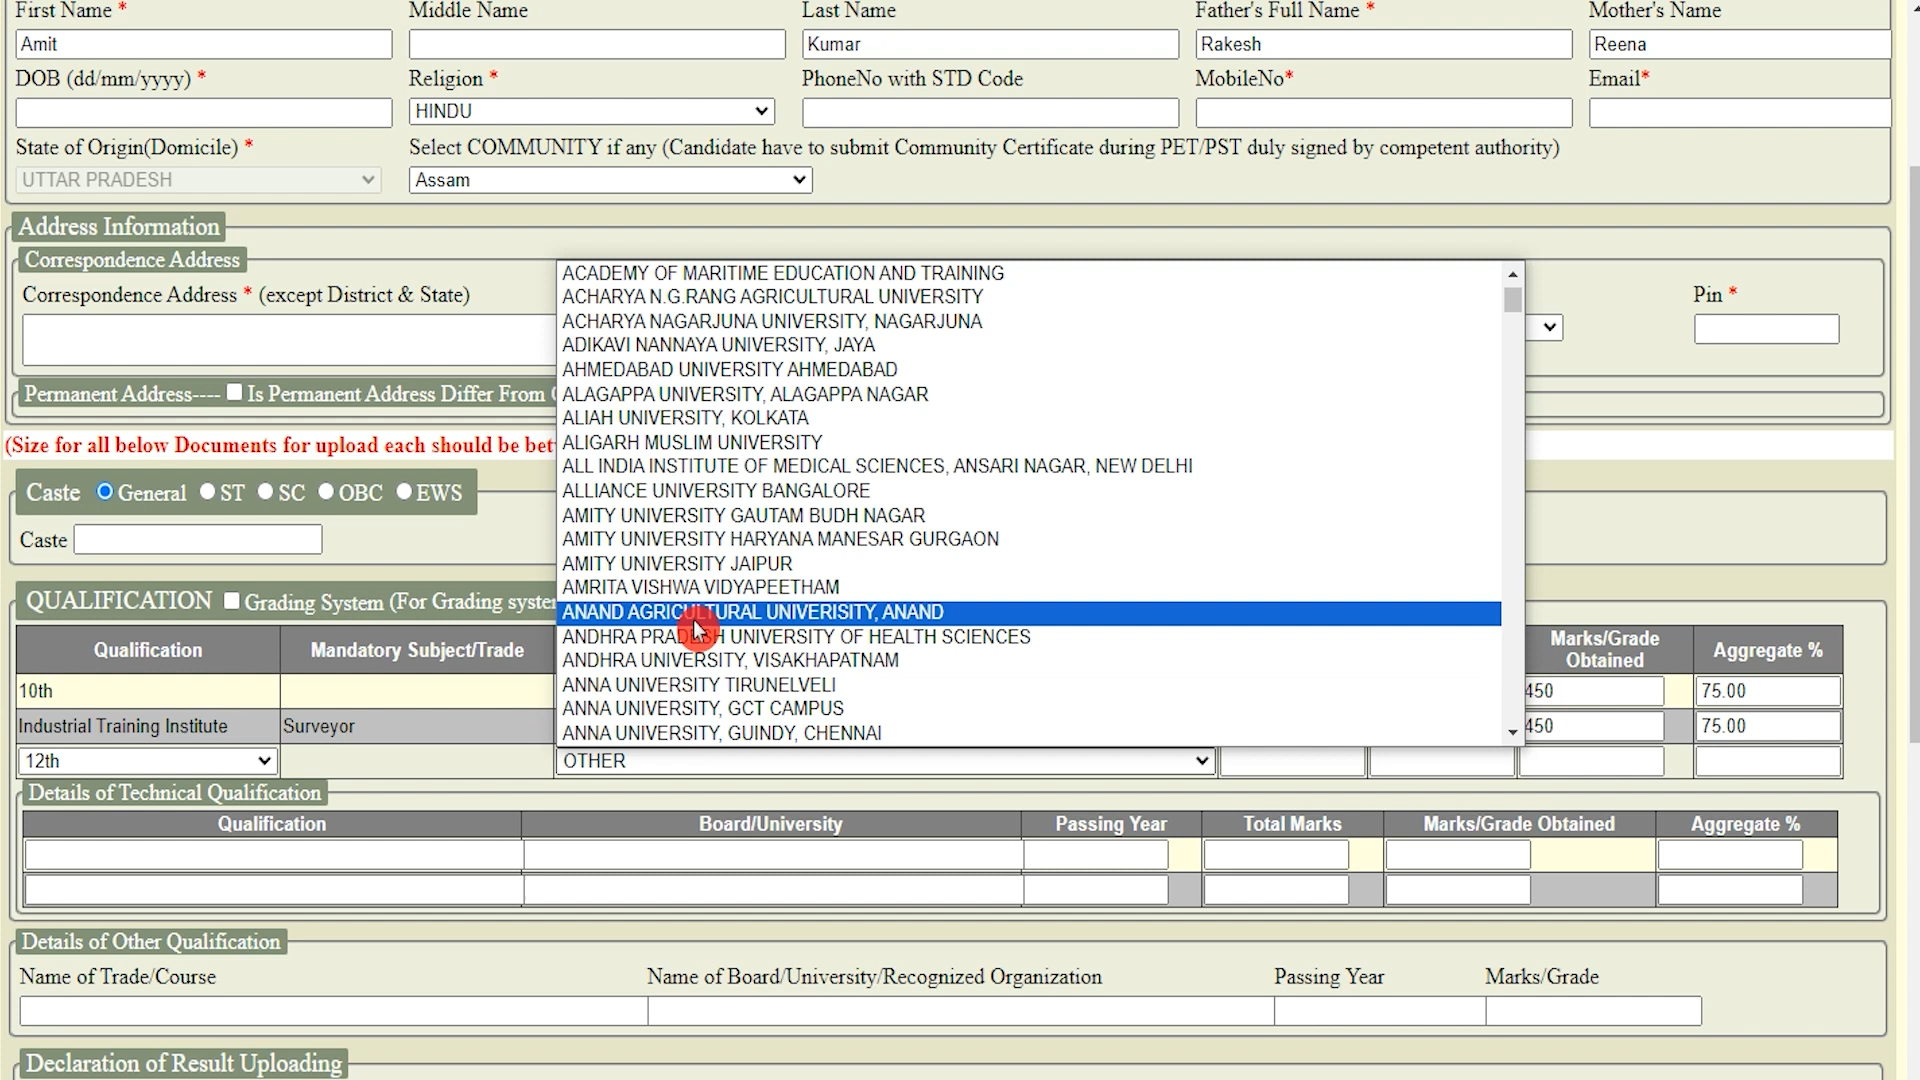 First Name * Middle Name Last Name Father's Full Name * Mother's Name
Amit Kumar Rakesh Reena
DOB (dd/mm/yyyy) * Religion * PhoneNo with STD Code MobileNo* Email*
HINDU
State of Origin(Domicile) * Select COMMUNITY if any (Candidate have to submit Community Certificate during PET/PST duly signed by competent authority)
UTTAR PRADESH Assam
Address Information
Correspondence Address
Correspondence Address * (except District & State) Pin *
Permanent Address---- Is Permanent Address Differ From
(Size for all below Documents for upload each should be
Caste General ST SC OBC EWS
Caste
QUALIFICATION Grading System (For Grading
ACADEMY OF MARITIME EDUCATION AND TRAINING
ACHARYA N.G.RANG AGRICULTURAL UNIVERSITY
ACHARYA NAGARJUNA UNIVERSITY, NAGARJUNA
ADIKAVI NANNAYA UNIVERSITY, JAYA
AHMEDABAD UNIVERSITY AHMEDABAD
ALAGAPPA UNIVERSITY, ALAGAPPA NAGAR
ALIAH UNIVERSITY, KOLKATA
ALIGARH MUSLIM UNIVERSITY
ALL INDIA INSTITUTE OF MEDICAL SCIENCES, ANSARI NAGAR, NEW DELHI
ALLIANCE UNIVERSITY BANGALORE
AMITY UNIVERSITY GAUTAM BUDH NAGAR
AMITY UNIVERSITY HARYANA MANESAR GURGAON
AMITY UNIVERSITY JAIPUR
AMRITA VISHWA VIDYAPEETHAM
ANAND AGRICULTURAL UNIVERISITY, ANAND
ANDHRA PRADESH UNIVERSITY OF HEALTH SCIENCES
ANDHRA UNIVERSITY, VISAKHAPATNAM
ANNA UNIVERSITY TIRUNELVELI
ANNA UNIVERSITY, GCT CAMPUS
ANNA UNIVERSITY, GUINDY, CHENNAI
Qualification Mandatory Subject/Trade Marks/Grade Obtained Aggregate %
10th 450 75.00
Industrial Training Institute Surveyor 450 75.00
12th OTHER
Details of Technical Qualification
Qualification Board/University Passing Year Total Marks Marks/Grade Obtained Aggregate %
Details of Other Qualification
Name of Trade/Course Name of Board/University/Recognized Organization Passing Year Marks/Grade
Declaration of Result Uploading